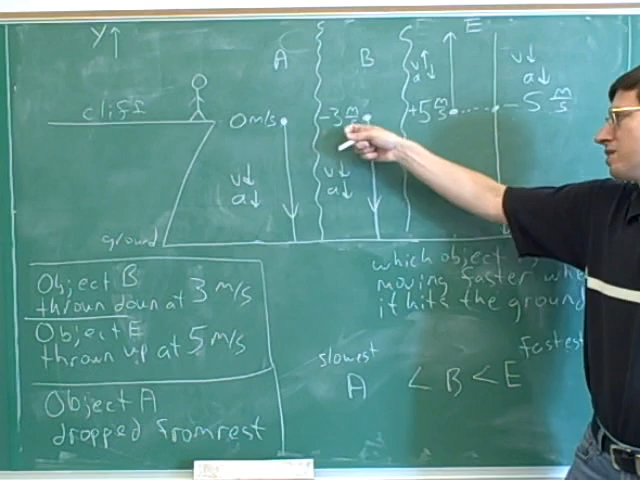 Y↑
cliff
ground
A
0 m/s
v↓
a↓
B
-3 m/s
v↓
a↓
E
v↑
a↓
+5 m/s
v↓
a↓
-5 m/s
Object B
thrown down at 3 m/s
Object E
thrown up at 5 m/s
Object A
dropped from rest
which object
moving faster whe
it hits the ground
slowest
fastest
A < B < E